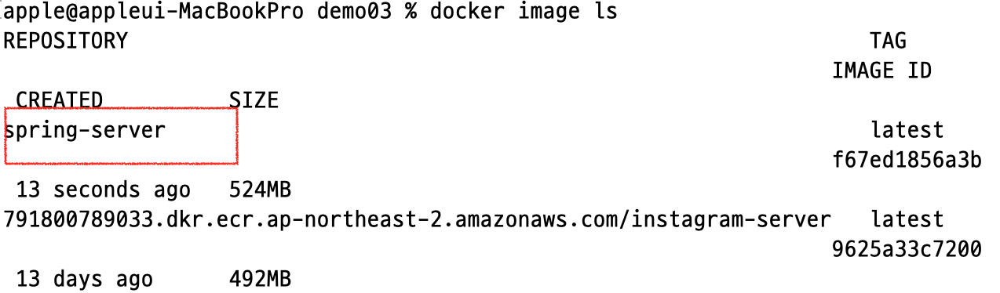 apple@appleui-MacBookPro demo03 % docker image ls
REPOSITORY TAG
IMAGE ID
CREATED SIZE
spring-server latest
f67ed1856a3b
13 seconds ago 524MB
791800789033.dkr.ecr.ap-northeast-2.amazonaws.com/instagram-server latest
9625a33c7200
13 days ago 492MB